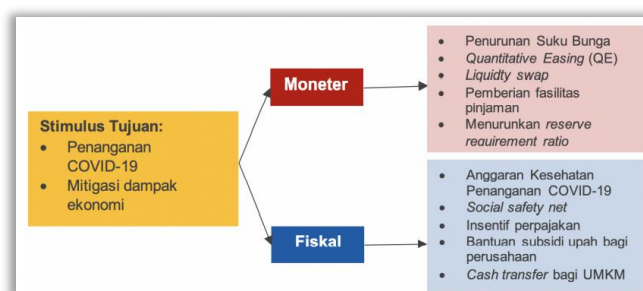 Stimulus Tujuan:
• Penanganan
COVID-19
• Mitigasi dampak
ekonomi
Moneter
• Penurunan Suku Bunga
• Quantitative Easing (QE)
• Liquidty swap
• Pemberian fasilitas
pinjaman
• Menurunkan reserve
requirement ratio
Fiskal
• Anggaran Kesehatan
Penanganan COVID-19
• Social safety net
• Insentif perpajakan
• Bantuan subsidi upah bagi
perusahaan
• Cash transfer bagi UMKM